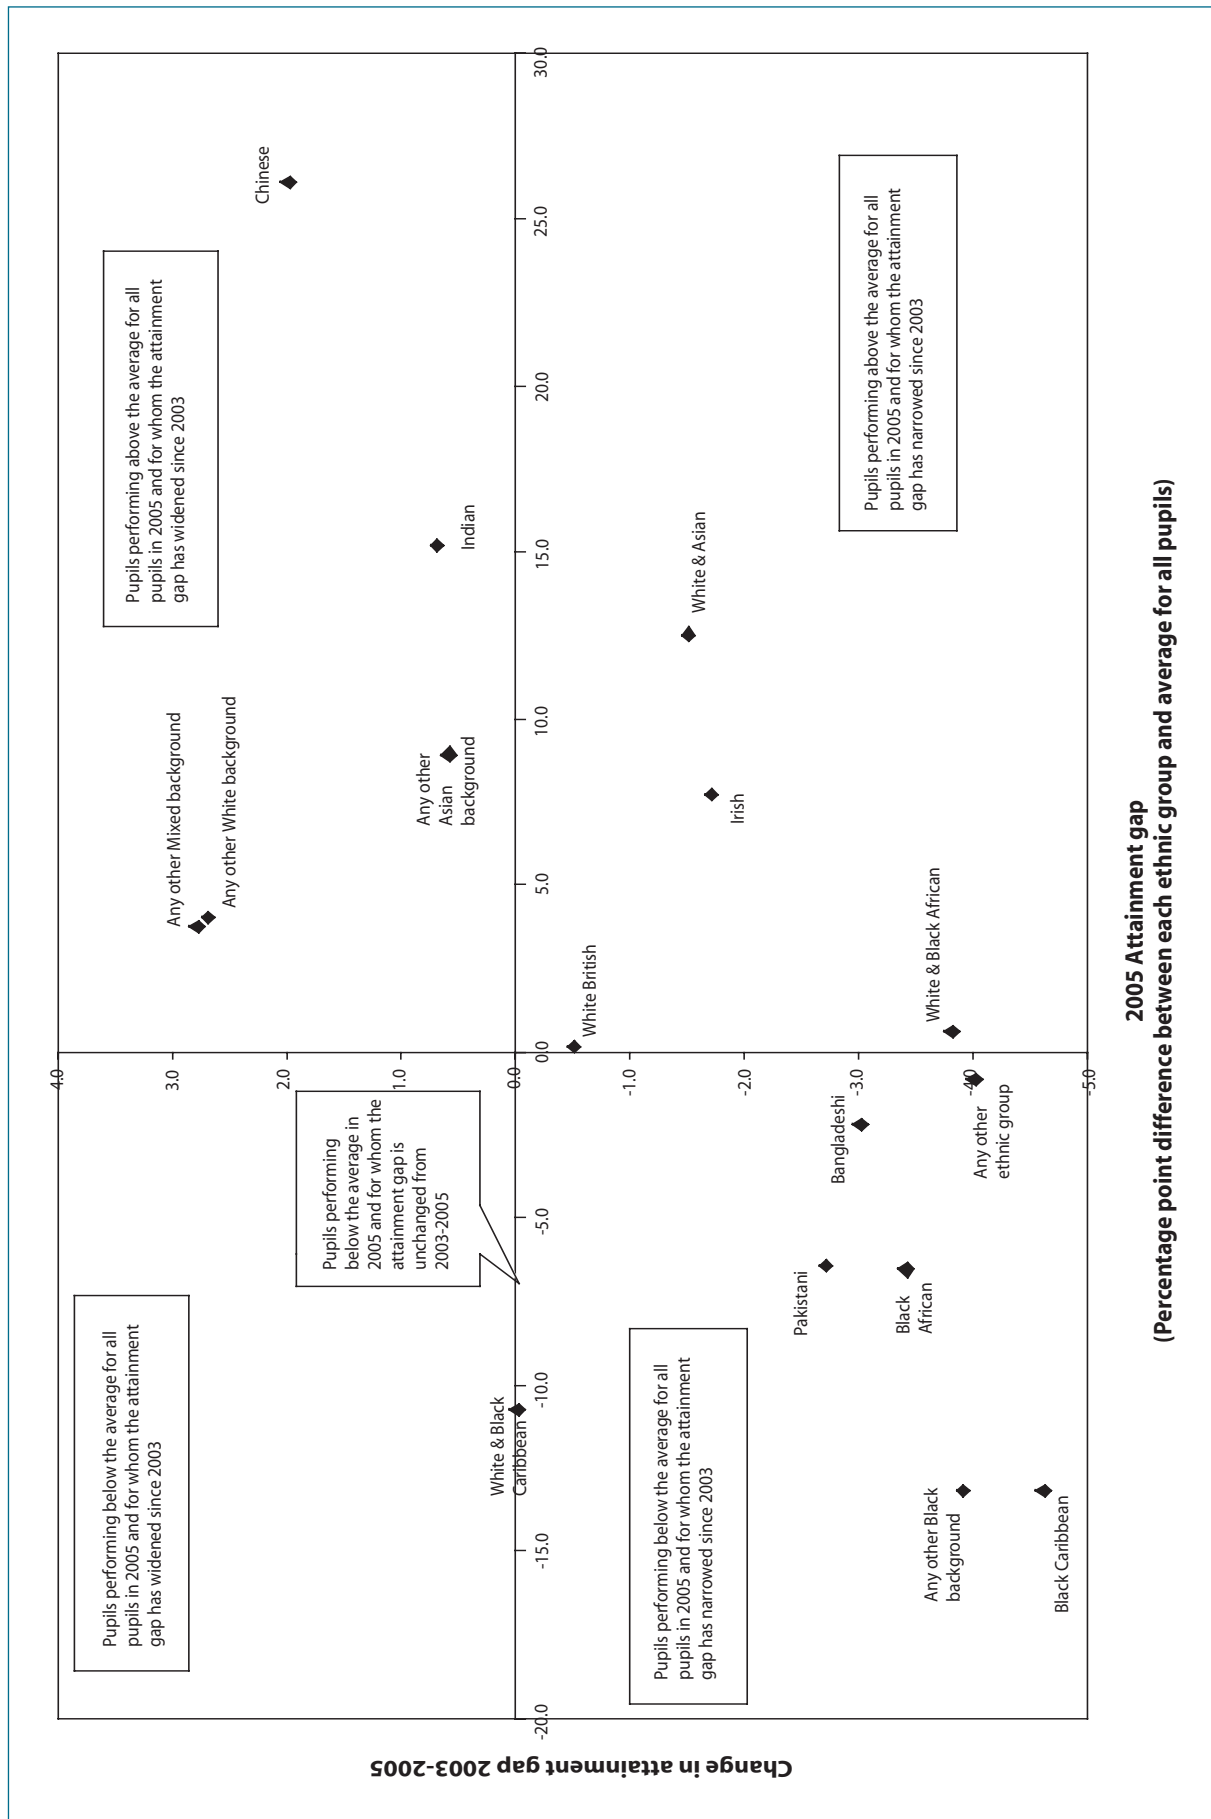 Change in attainment gap 2003-2005
4.0
3.0
2.0
1.0
0.0
-1.0
-2.0
-3.0
-4.0
-5.0
Pupils performing below the average for all
pupils in 2005 and for whom the attainment
gap has widened since 2003
Pupils performing
below the average in
2005 and for whom the
attainment gap is
unchanged from
2003-2005
Pupils performing above the average for all
pupils in 2005 and for whom the attainment
gap has widened since 2003
Any other Mixed background
Any other White background
Chinese
Any other
Asian
background
Indian
White & Black
Caribbean
-20.0
-15.0
-10.0
-5.0
0.0
5.0
10.0
15.0
20.0
25.0
30.0
White British
Irish
White & Asian
Pupils performing below the average for all
pupils in 2005 and for whom the attainment
gap has narrowed since 2003
Pakistani
Bangladeshi
Black
African
White & Black African
Any other
ethnic group
Any other Black
background
Black Caribbean
Pupils performing above the average for all
pupils in 2005 and for whom the attainment
gap has narrowed since 2003
2005 Attainment gap
(Percentage point difference between each ethnic group and average for all pupils)